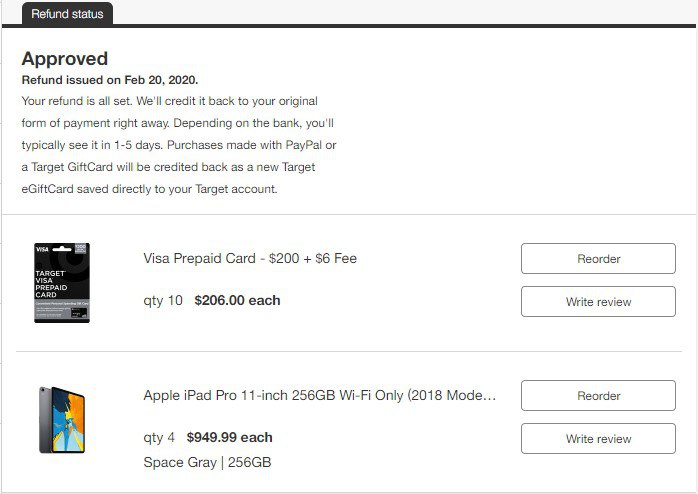 Refund status
Approved
Refund issued on Feb 20, 2020.
Your refund is all set. We'll credit it back to your original
form of payment right away. Depending on the bank, you'll
typically see it in 1-5 days. Purchases made with PayPal or
a Target GiftCard will be credited back as a new Target
eGiftCard saved directly to your Target account.
VISA
TARGET
VISA
PREPAID
CARD
Visa Prepaid Card - $200 + $6 Fee
qty 10 $206.00 each
Reorder
Write review
Apple iPad Pro 11-inch 256GB Wi-Fi Only (2018 Mode...
qty 4 $949.99 each
Space Gray | 256GB
Reorder
Write review